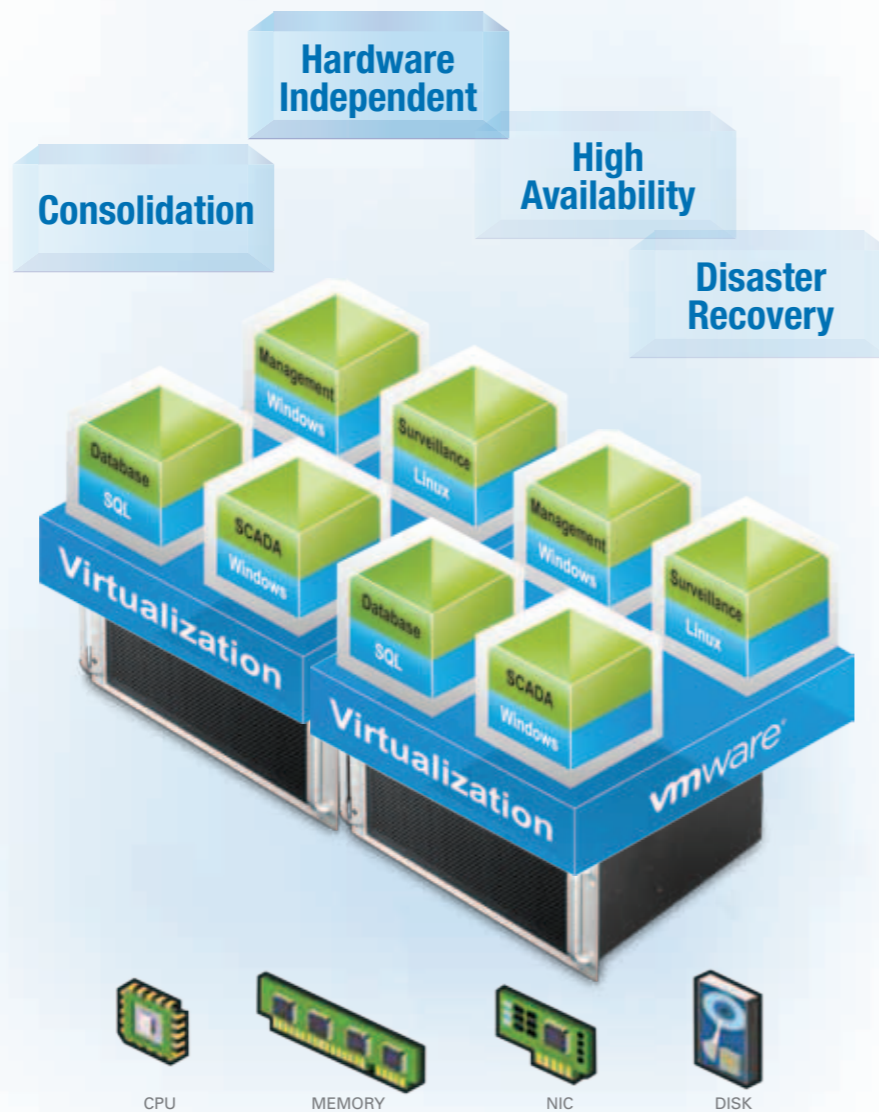 Hardware
Independent
High
Availability
Consolidation
Disaster
Recovery
Management
Windows
Database
SQL
Surveillance
Linux
SCADA
Windows
Management
Windows
Database
SQL
Surveillance
Linux
SCADA
Windows
Virtualization
Virtualization
vmware®
CPU
MEMORY
NIC
DISK